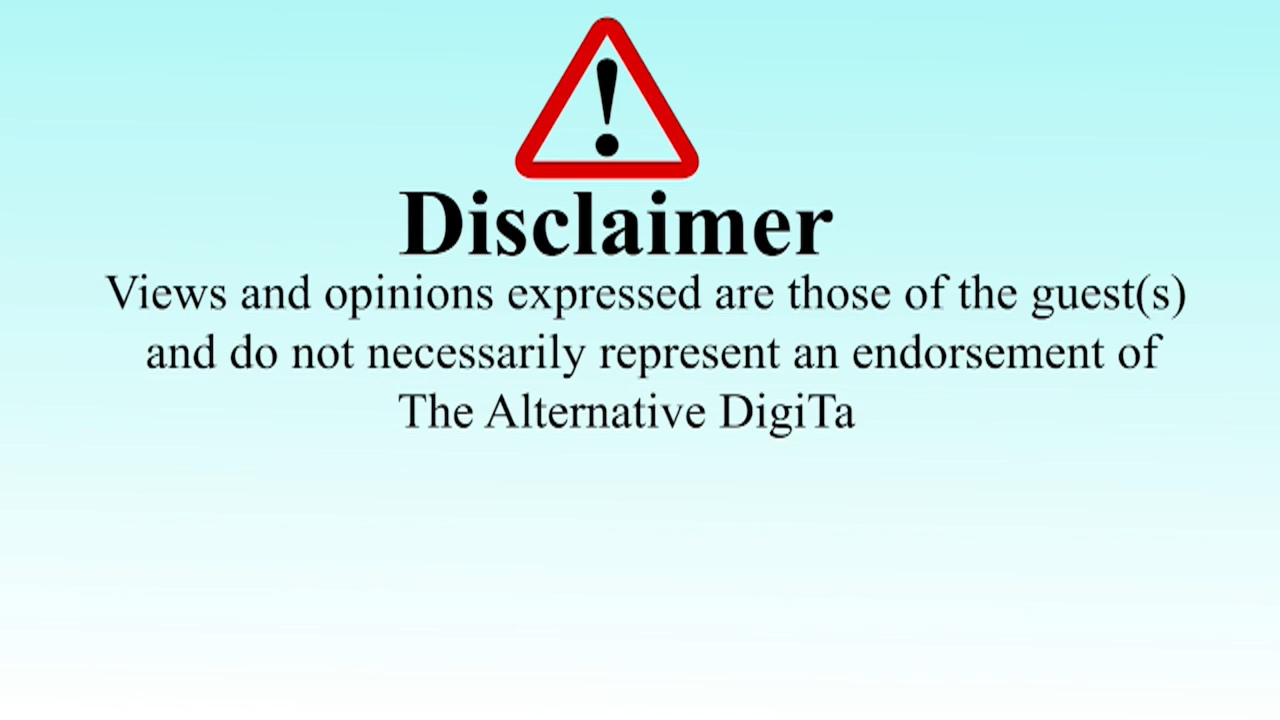 Disclaimer
Views and opinions expressed are those of the guest(s)
and do not necessarily represent an endorsement of
The Alternative DigiTa